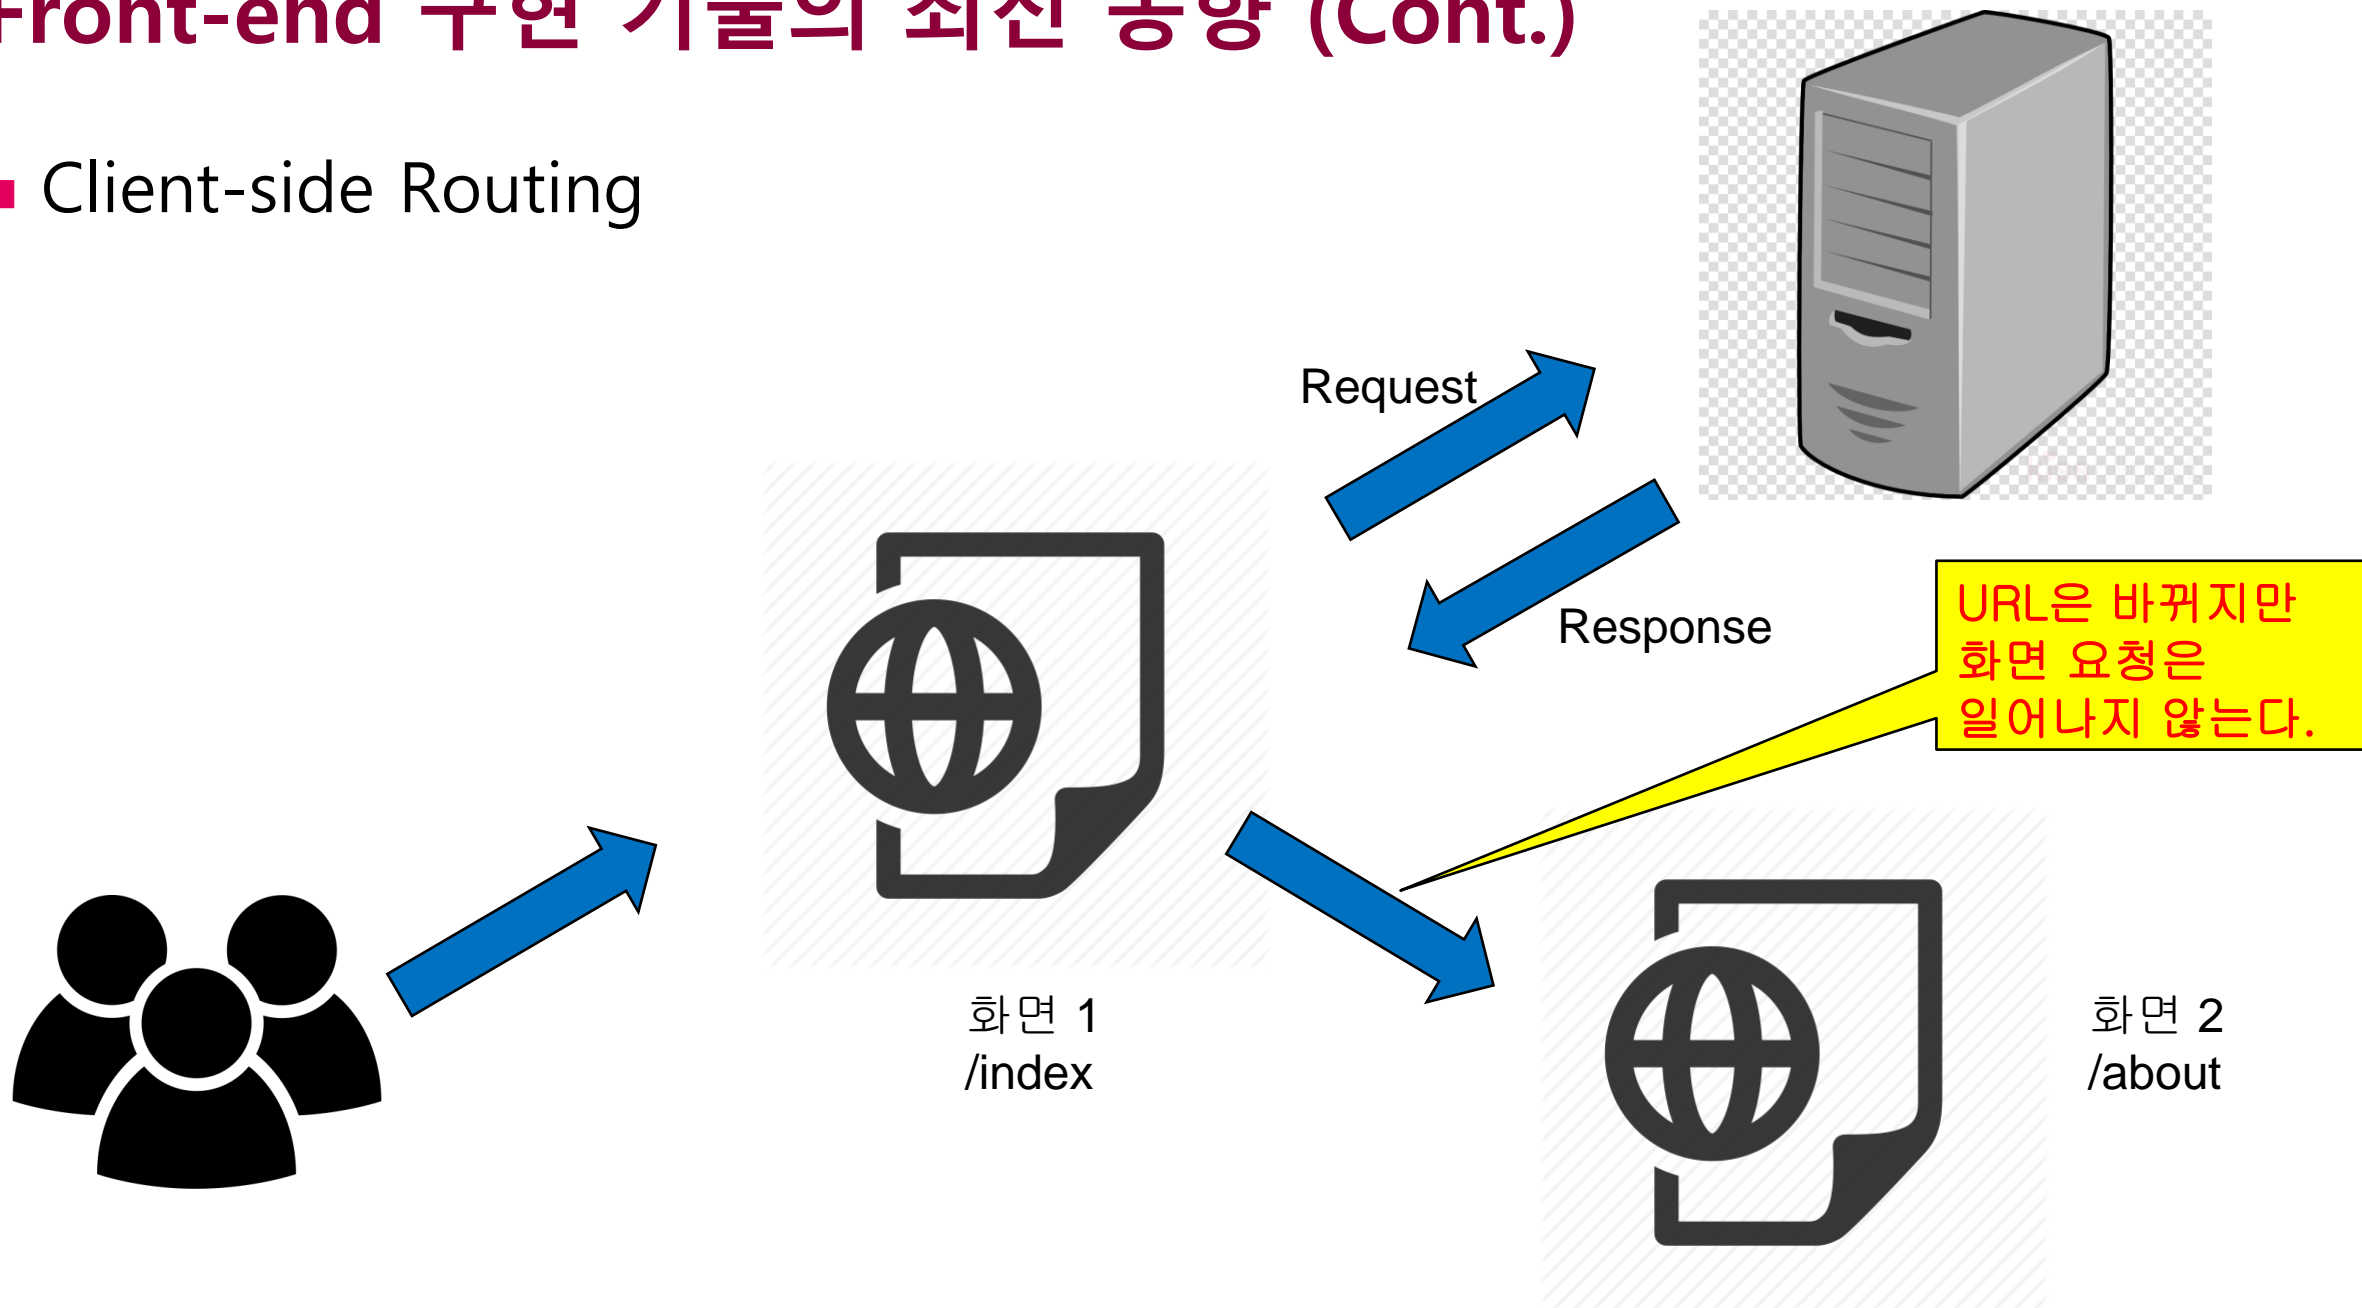 Front-end 구현 기술의 최신 동향 (Cont.)
Client-side Routing
Request
Response
URL은 바뀌지만
화면 요청은
일어나지 않는다.
화면 1
/index
화면 2
/about